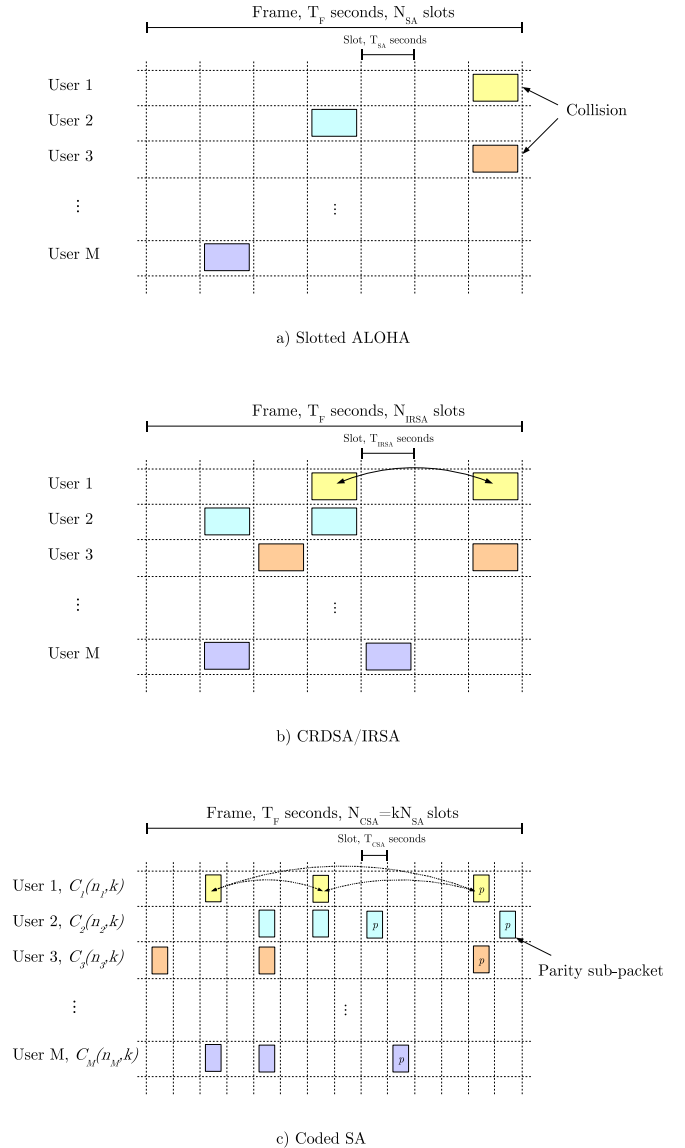 Frame, T_F seconds, N_SA slots
Slot, T_SA seconds
User 1
User 2
Collision
User 3
⋮ ⋮
User M
a) Slotted ALOHA
Frame, T_F seconds, N_IRSA slots
Slot, T_IRSA seconds
User 1
User 2
User 3
⋮ ⋮
User M
b) CRDSA/IRSA
Frame, T_F seconds, N_CSA=kN_SA slots
Slot, T_CSA seconds
User 1, C_1(n_1,k) p
User 2, C_2(n_2,k) p p
User 3, C_3(n_3,k) p
Parity sub-packet
⋮ ⋮
User M, C_M(n_M,k) p
c) Coded SA